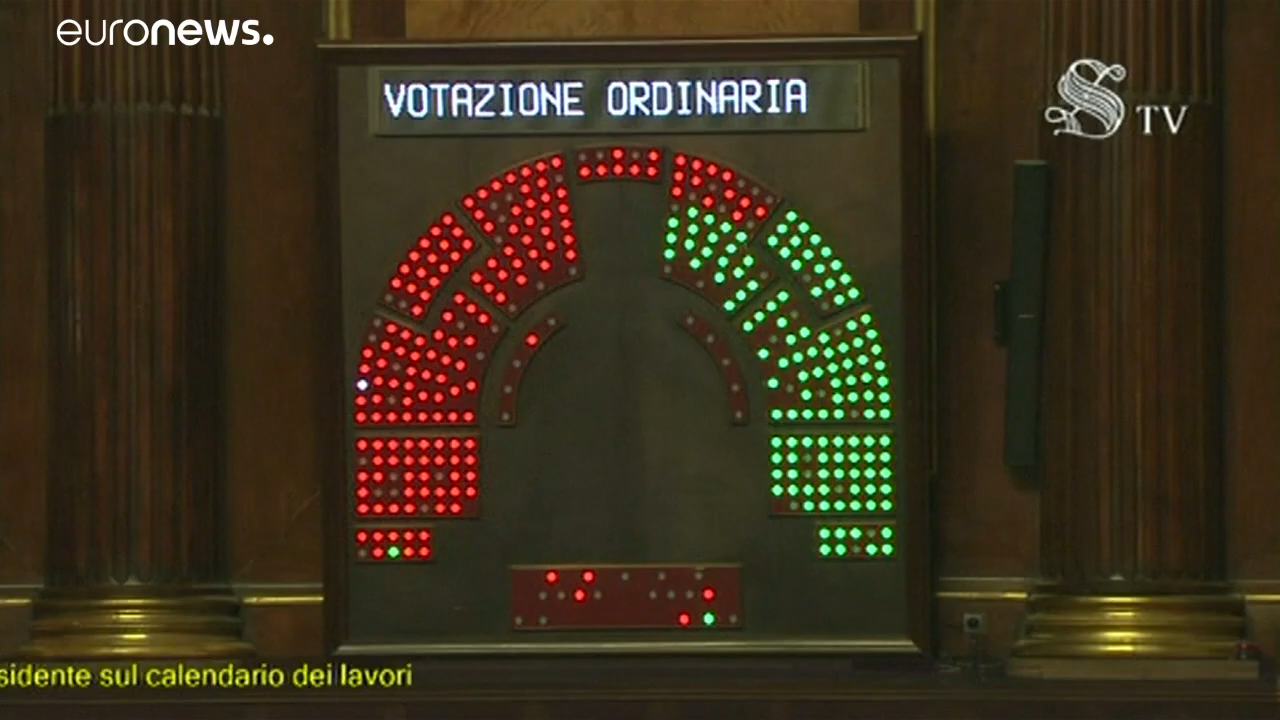 euronews.
VOTAZIONE ORDINARIA
S TV
sidente sul calendario dei lavori